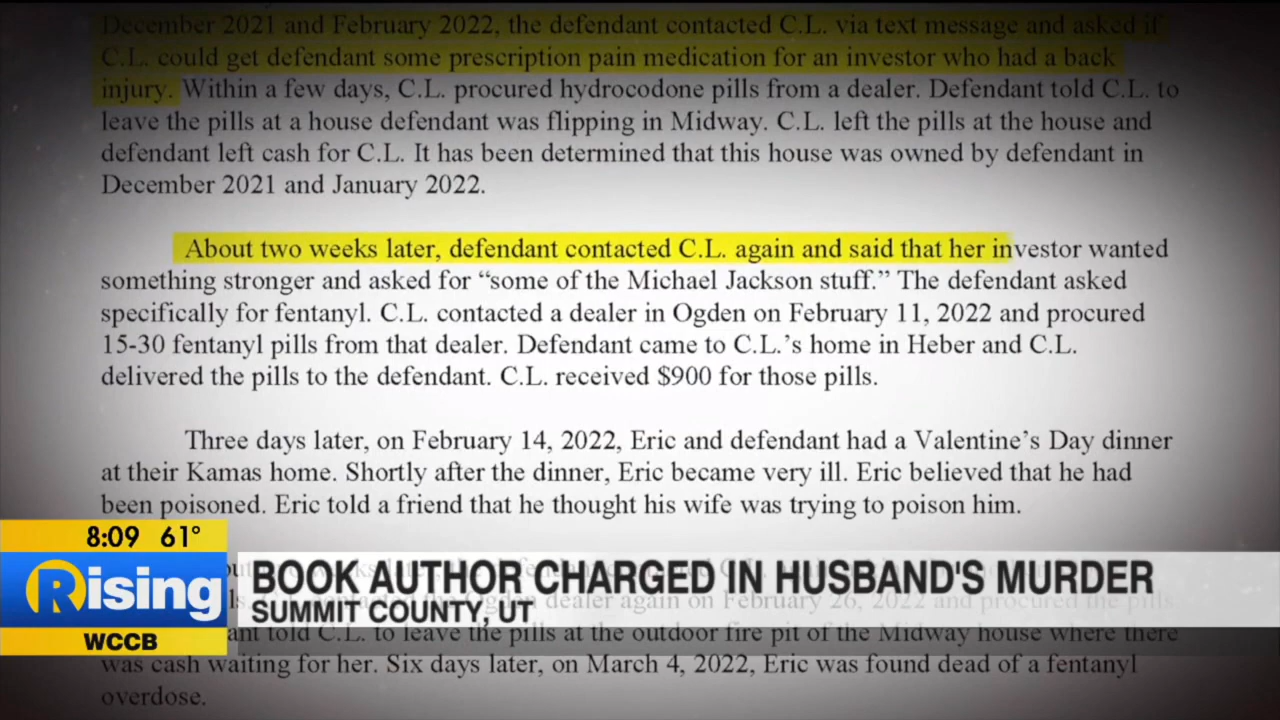 December 2021 and February 2022, the defendant contacted C.L. via text message and asked if
C.L. could get defendant some prescription pain medication for an investor who had a back
injury. Within a few days, C.L. procured hydrocodone pills from a dealer. Defendant told C.L. to
leave the pills at a house defendant was flipping in Midway. C.L. left the pills at the house and
defendant left cash for C.L. It has been determined that this house was owned by defendant in
December 2021 and January 2022.
About two weeks later, defendant contacted C.L. again and said that her investor wanted
something stronger and asked for “some of the Michael Jackson stuff.” The defendant asked
specifically for fentanyl. C.L. contacted a dealer in Ogden on February 11, 2022 and procured
15-30 fentanyl pills from that dealer. Defendant came to C.L.’s home in Heber and C.L.
delivered the pills to the defendant. C.L. received $900 for those pills.
Three days later, on February 14, 2022, Eric and defendant had a Valentine’s Day dinner
at their Kamas home. Shortly after the dinner, Eric became very ill. Eric believed that he had
been poisoned. Eric told a friend that he thought his wife was trying to poison him.
8:09 61°
Rising
WCCB
BOOK AUTHOR CHARGED IN HUSBAND'S MURDER
SUMMIT COUNTY, UT
dealer again on February 26, 2022 and procured the pills
told C.L. to leave the pills at the outdoor fire pit of the Midway house where there
was cash waiting for her. Six days later, on March 4, 2022, Eric was found dead of a fentanyl
overdose.